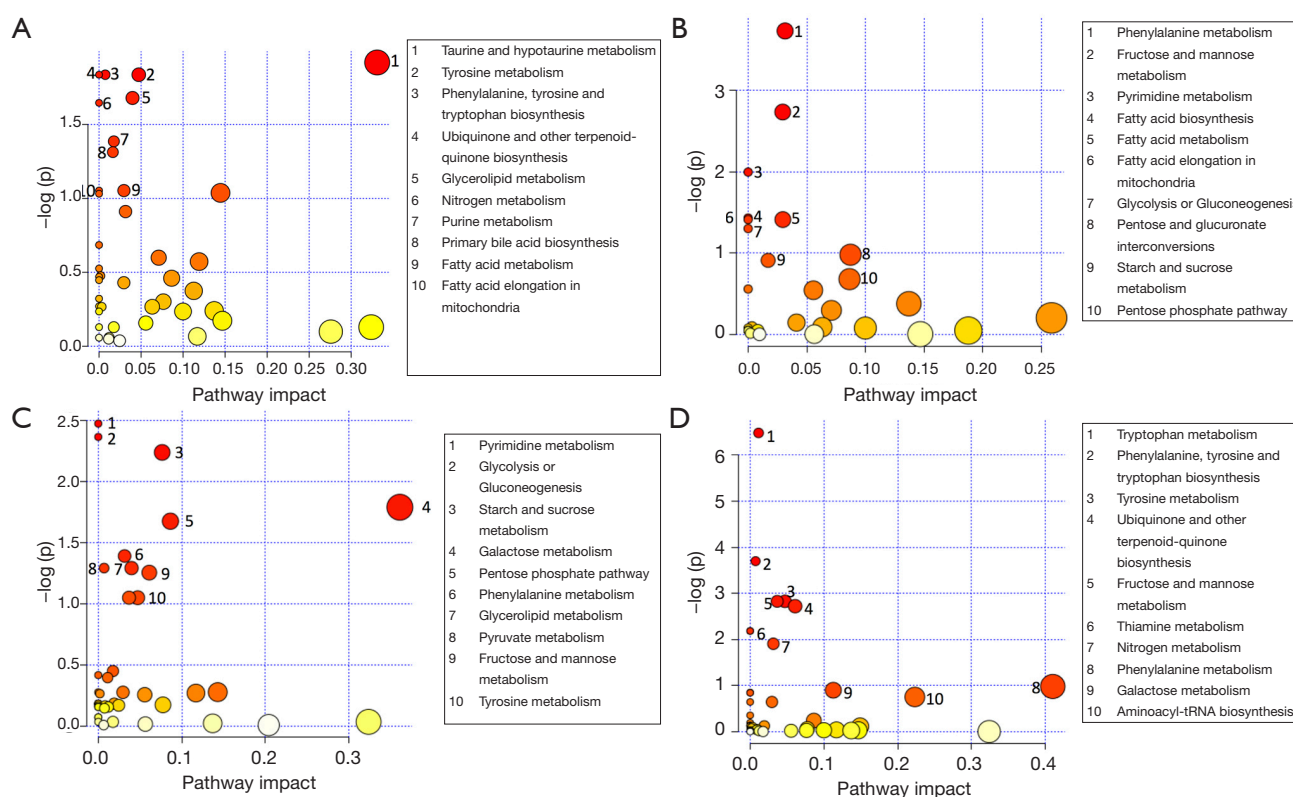 A
1.5
1.0
0.5
0.0
–log (p)
0.00 0.05 0.10 0.15 0.20 0.25 0.30
Pathway impact
1
4 3 2
6 5
7
8
10 9
1 Taurine and hypotaurine metabolism
2 Tyrosine metabolism
3 Phenylalanine, tyrosine and
tryptophan biosynthesis
4 Ubiquinone and other terpenoid-
quinone biosynthesis
5 Glycerolipid metabolism
6 Nitrogen metabolism
7 Purine metabolism
8 Primary bile acid biosynthesis
9 Fatty acid metabolism
10 Fatty acid elongation in
mitochondria
B
3
2
1
0
–log (p)
0.00 0.05 0.10 0.15 0.20 0.25
Pathway impact
1
2
3
6 4 5
7
9 8
10
1 Phenylalanine metabolism
2 Fructose and mannose
metabolism
3 Pyrimidine metabolism
4 Fatty acid biosynthesis
5 Fatty acid metabolism
6 Fatty acid elongation in
mitochondria
7 Glycolysis or Gluconeogenesis
8 Pentose and glucuronate
interconversions
9 Starch and sucrose
metabolism
10 Pentose phosphate pathway
C
2.5
2.0
1.5
1.0
0.5
0.0
–log (p)
0.0 0.1 0.2 0.3
Pathway impact
1
2
3
4
5
6
8 7 9
10
1 Pyrimidine metabolism
2 Glycolysis or
Gluconeogenesis
3 Starch and sucrose
metabolism
4 Galactose metabolism
5 Pentose phosphate pathway
6 Phenylalanine metabolism
7 Glycerolipid metabolism
8 Pyruvate metabolism
9 Fructose and mannose
metabolism
10 Tyrosine metabolism
D
6
5
4
3
2
1
0
–log (p)
0.0 0.1 0.2 0.3 0.4
Pathway impact
1
2
3
5 4
6
7
8
9 10
1 Tryptophan metabolism
2 Phenylalanine, tyrosine and
tryptophan biosynthesis
3 Tyrosine metabolism
4 Ubiquinone and other
terpenoid-quinone
biosynthesis
5 Fructose and mannose
metabolism
6 Thiamine metabolism
7 Nitrogen metabolism
8 Phenylalanine metabolism
9 Galactose metabolism
10 Aminoacyl-tRNA biosynthesis